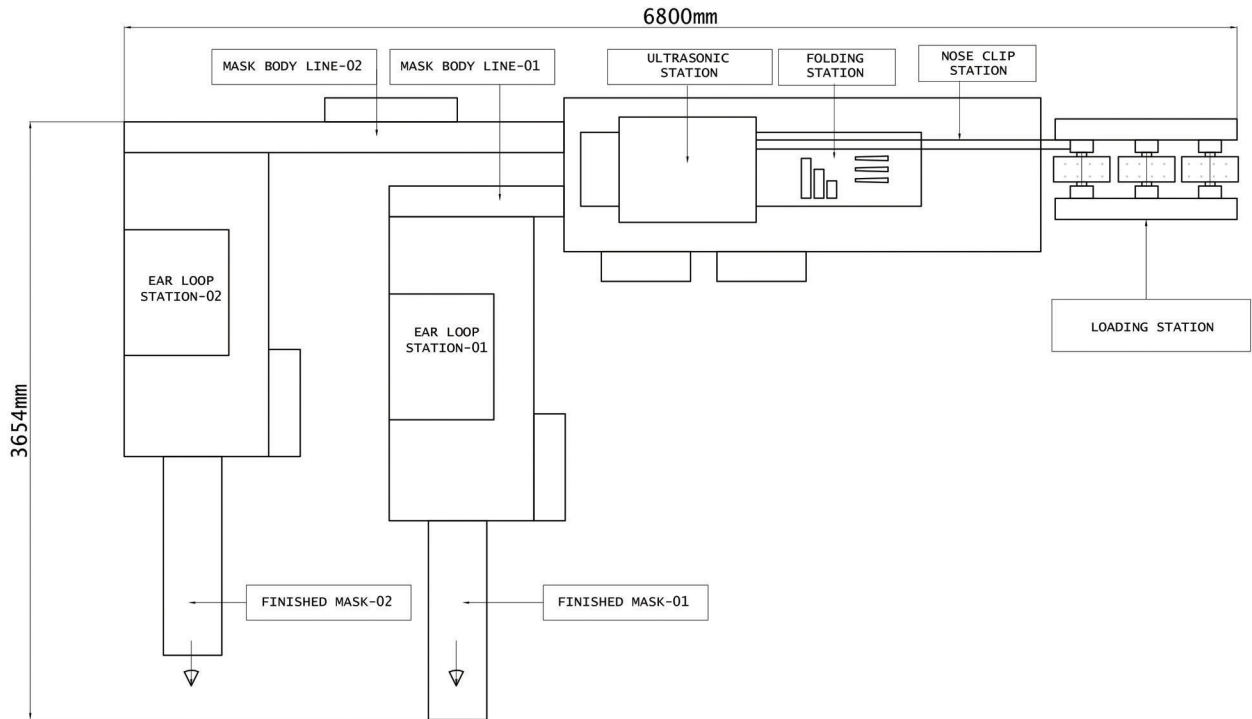 6800mm
MASK BODY LINE-02
MASK BODY LINE-01
ULTRASONIC
STATION
FOLDING
STATION
NOSE CLIP
STATION
EAR LOOP
STATION-02
EAR LOOP
STATION-01
LOADING STATION
3654mm
FINISHED MASK-02
FINISHED MASK-01